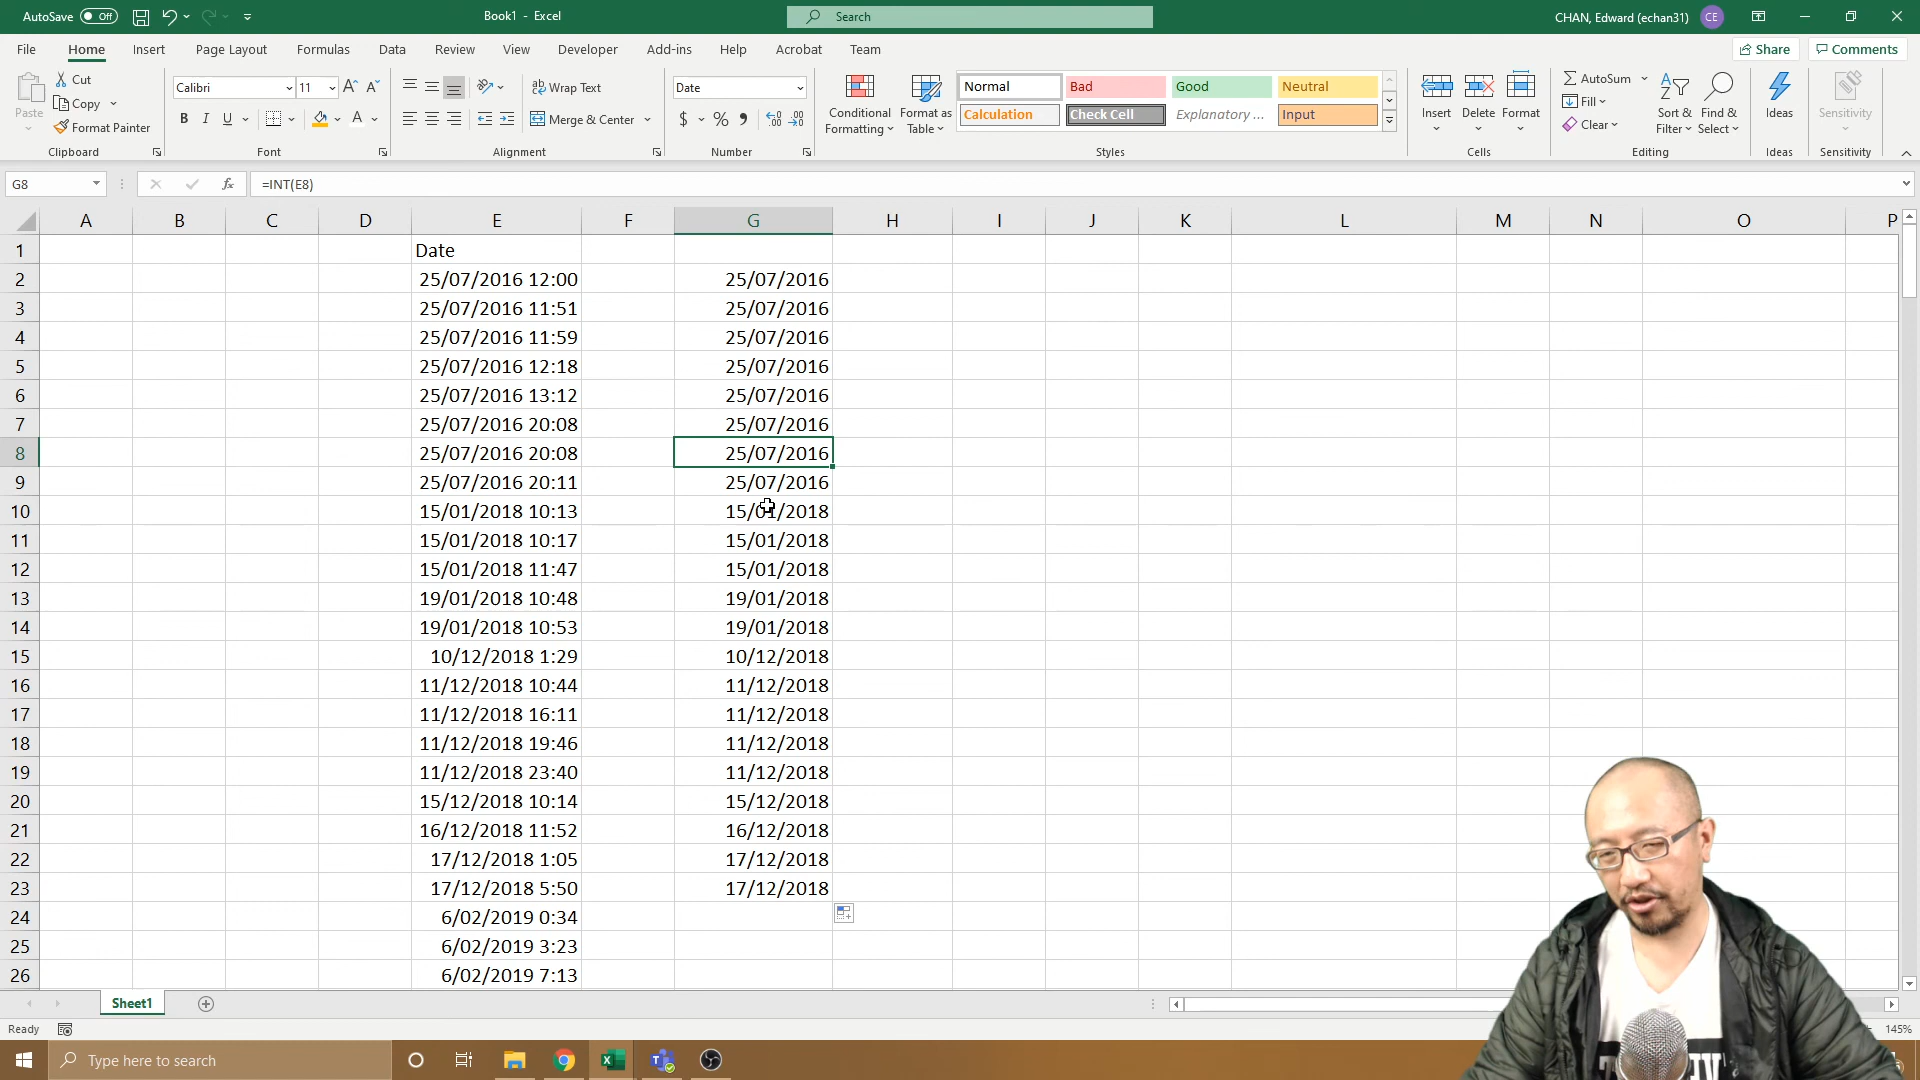 AutoSave Off Book1 - Excel Search CHAN, Edward (echan31) CE
File Home Insert Page Layout Formulas Data Review View Developer Add-ins Help Acrobat Team Share Comments
Paste Cut Copy Format Painter Clipboard
Calibri 11 B I U A Font
Wrap Text Merge & Center Alignment
Date $ % Number
Conditional Formatting Format as Table
Normal Bad Good Neutral
Calculation Check Cell Explanatory ... Input
Styles
Insert Delete Format Cells
AutoSum Fill Clear Sort & Filter Find & Select Editing
Ideas Ideas
Sensitivity Sensitivity
G8 fx =INT(E8)
A B C D E F G H I J K L M N O P
1 Date
2 25/07/2016 12:00 25/07/2016
3 25/07/2016 11:51 25/07/2016
4 25/07/2016 11:59 25/07/2016
5 25/07/2016 12:18 25/07/2016
6 25/07/2016 13:12 25/07/2016
7 25/07/2016 20:08 25/07/2016
8 25/07/2016 20:08 25/07/2016
9 25/07/2016 20:11 25/07/2016
10 15/01/2018 10:13 15/01/2018
11 15/01/2018 10:17 15/01/2018
12 15/01/2018 11:47 15/01/2018
13 19/01/2018 10:48 19/01/2018
14 19/01/2018 10:53 19/01/2018
15 10/12/2018 1:29 10/12/2018
16 11/12/2018 10:44 11/12/2018
17 11/12/2018 16:11 11/12/2018
18 11/12/2018 19:46 11/12/2018
19 11/12/2018 23:40 11/12/2018
20 15/12/2018 10:14 15/12/2018
21 16/12/2018 11:52 16/12/2018
22 17/12/2018 1:05 17/12/2018
23 17/12/2018 5:50 17/12/2018
24 6/02/2019 0:34
25 6/02/2019 3:23
26 6/02/2019 7:13
Sheet1
Ready 145%
Type here to search